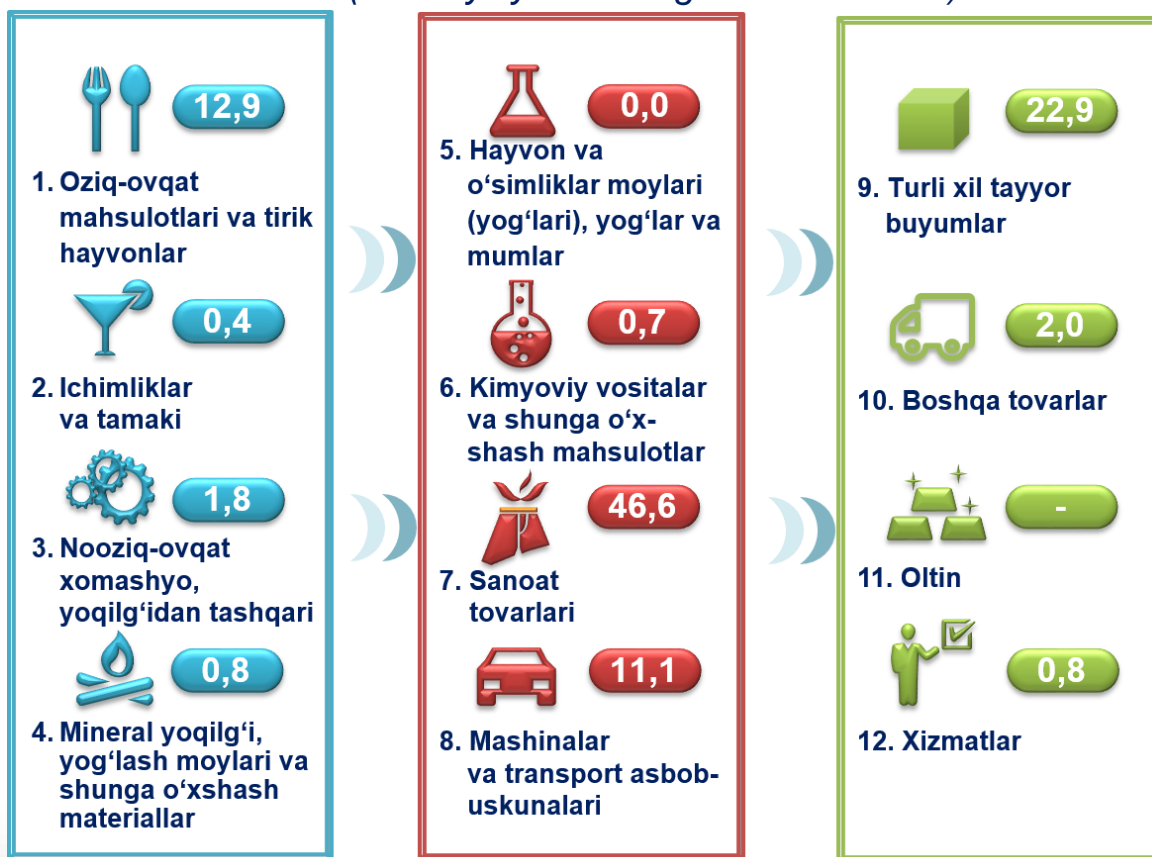 12,9
1. Oziq-ovqat
mahsulotlari va tirik
hayvonlar
0,4
2. Ichimliklar
va tamaki
1,8
3. Nooziq-ovqat
xomashyo,
yoqilg‘idan tashqari
0,8
4. Mineral yoqilg‘i,
yog‘lash moylari va
shunga o‘xshash
materiallar
0,0
5. Hayvon va
o‘simliklar moylari
(yog‘lari), yog‘lar va
mumlar
0,7
6. Kimyoviy vositalar
va shunga o‘x-
shash mahsulotlar
46,6
7. Sanoat
tovarlari
11,1
8. Mashinalar
va transport asbob-
uskunalari
22,9
9. Turli xil tayyor
buyumlar
2,0
10. Boshqa tovarlar
-
11. Oltin
0,8
12. Xizmatlar